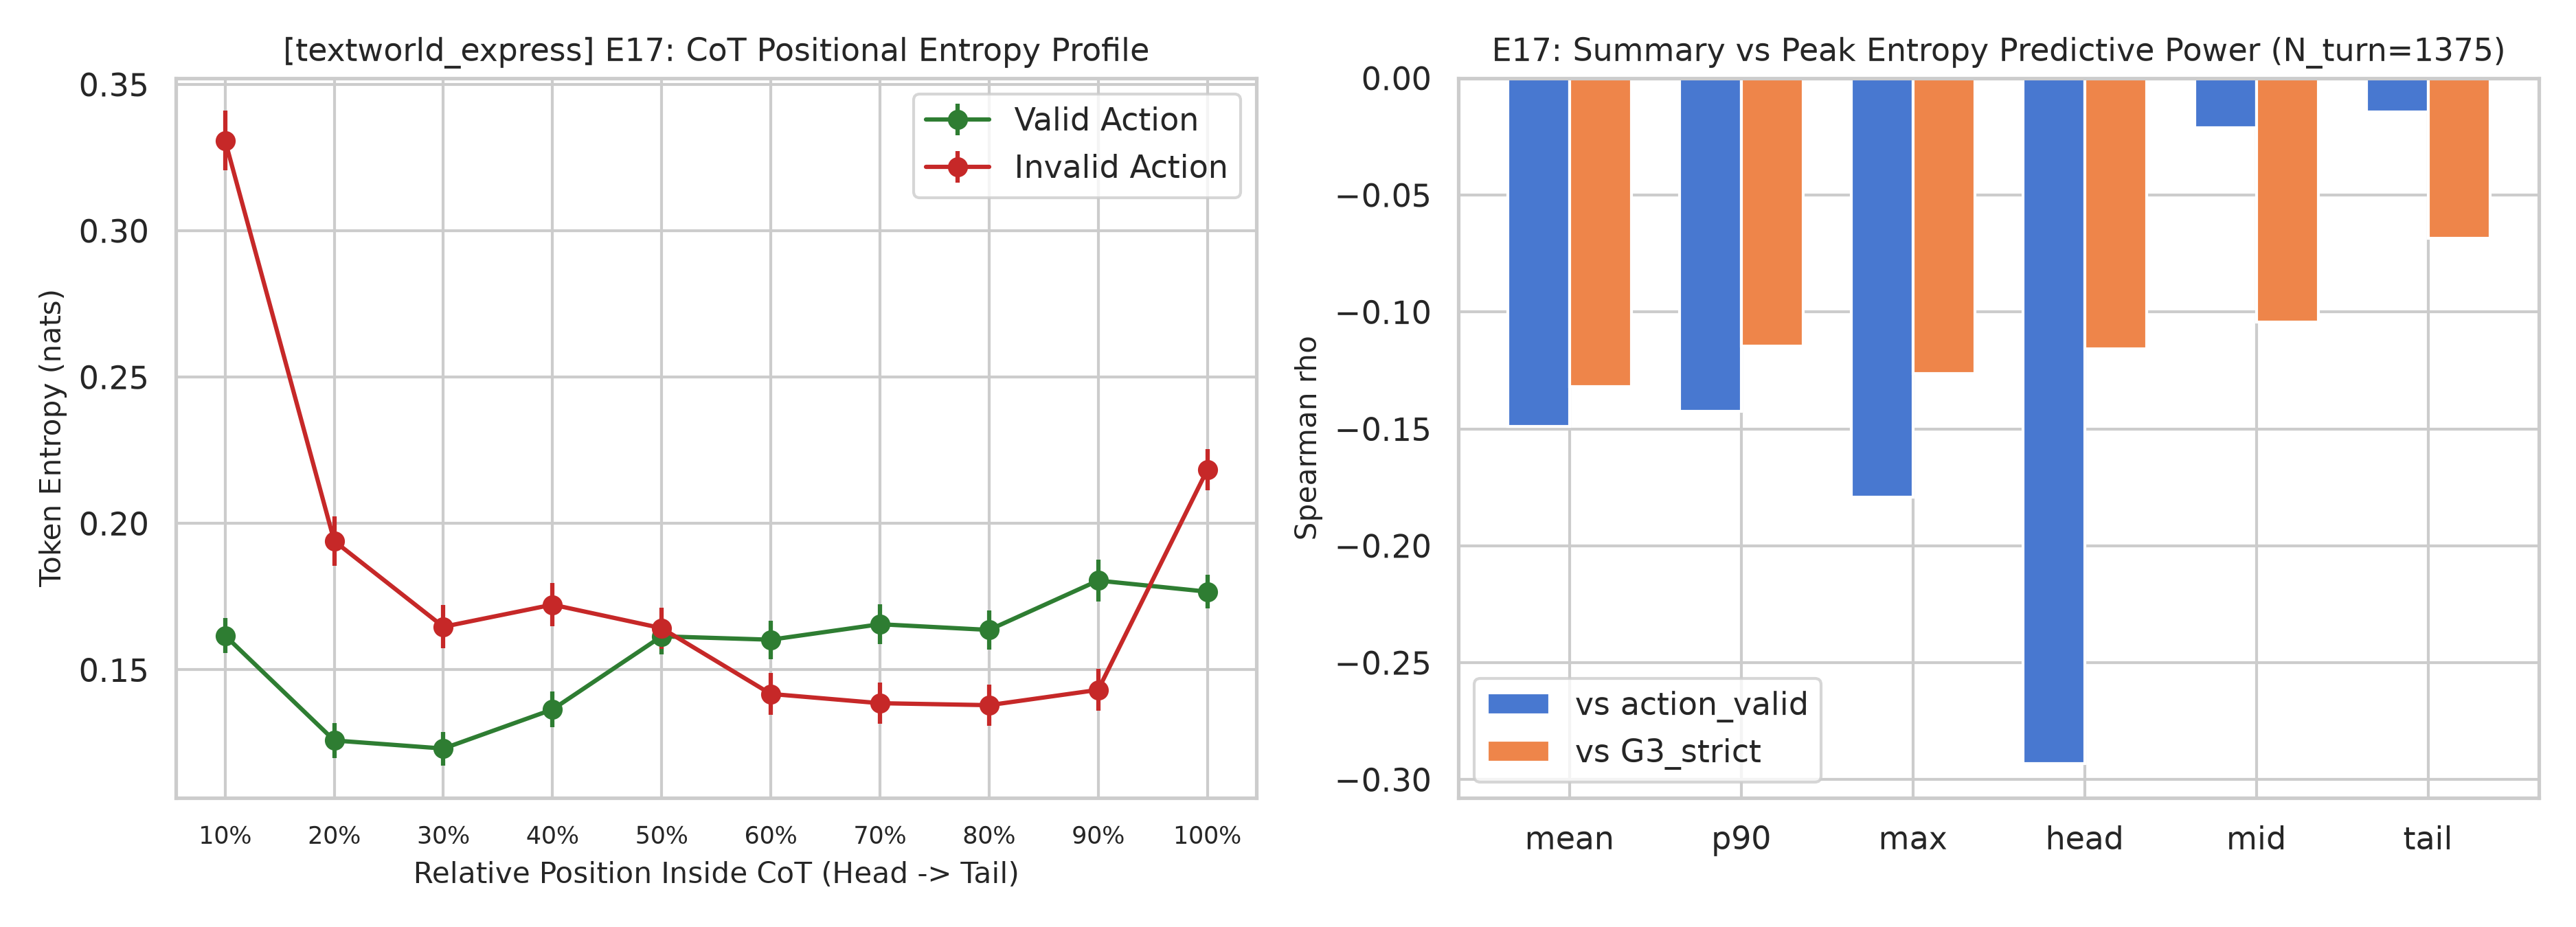 [textworld_express] E17: CoT Positional Entropy Profile
0.35
0.30
0.25
0.20
0.15
Token Entropy (nats)
Valid Action
Invalid Action
10% 20% 30% 40% 50% 60% 70% 80% 90% 100%
Relative Position Inside CoT (Head -> Tail)
E17: Summary vs Peak Entropy Predictive Power (N_turn=1375)
0.00
−0.05
−0.10
−0.15
−0.20
−0.25
−0.30
Spearman rho
vs action_valid
vs G3_strict
mean p90 max head mid tail